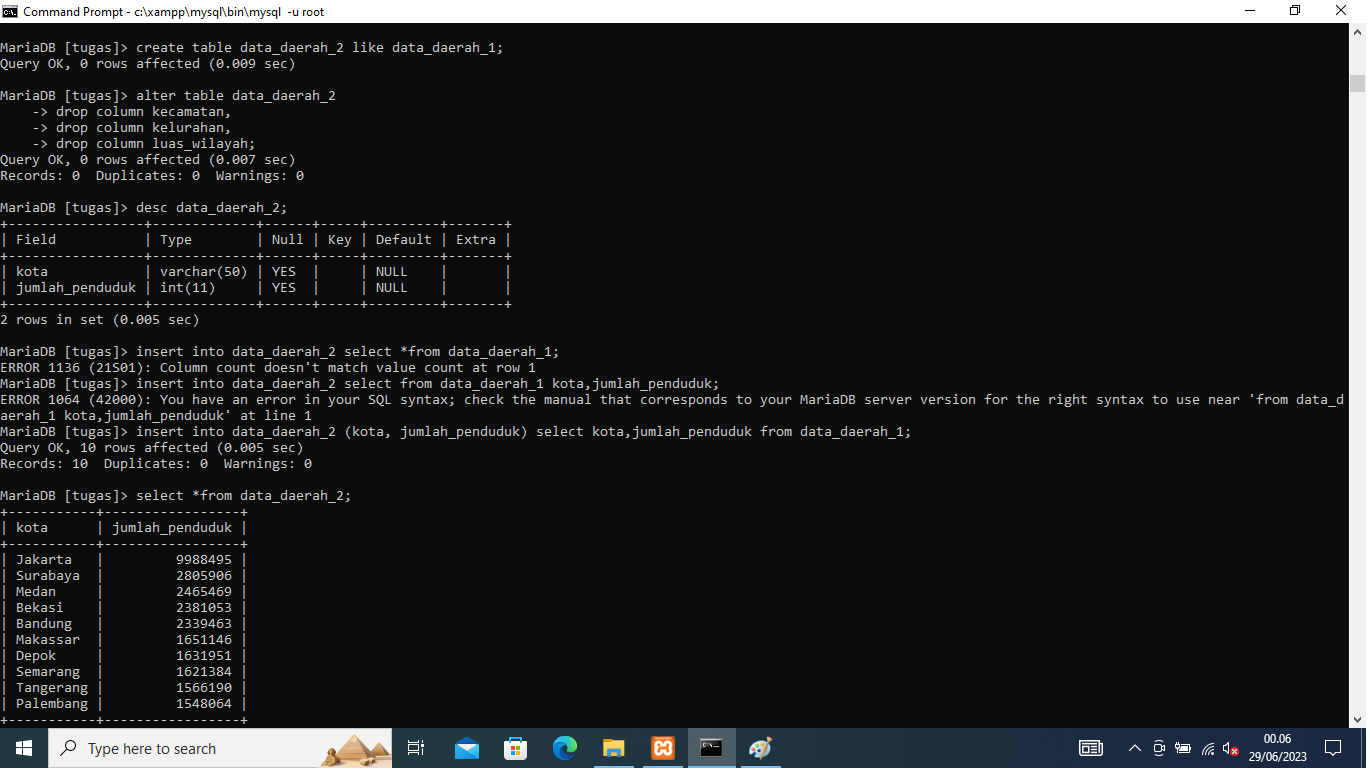 Command Prompt - c:\xampp\mysql\bin\mysql  -u root
MariaDB [tugas]> create table data_daerah_2 like data_daerah_1;
Query OK, 0 rows affected (0.009 sec)
MariaDB [tugas]> alter table data_daerah_2
    -> drop column kecamatan,
    -> drop column kelurahan,
    -> drop column luas_wilayah;
Query OK, 0 rows affected (0.007 sec)
Records: 0  Duplicates: 0  Warnings: 0
MariaDB [tugas]> desc data_daerah_2;
+-----------------+-------------+------+-----+---------+-------+
| Field           | Type        | Null | Key | Default | Extra |
+-----------------+-------------+------+-----+---------+-------+
| kota            | varchar(50) | YES  |     | NULL    |       |
| jumlah_penduduk | int(11)     | YES  |     | NULL    |       |
+-----------------+-------------+------+-----+---------+-------+
2 rows in set (0.005 sec)
MariaDB [tugas]> insert into data_daerah_2 select *from data_daerah_1;
ERROR 1136 (21S01): Column count doesn't match value count at row 1
MariaDB [tugas]> insert into data_daerah_2 select from data_daerah_1 kota,jumlah_penduduk;
ERROR 1064 (42000): You have an error in your SQL syntax; check the manual that corresponds to your MariaDB server version for the right syntax to use near 'from data_d
aerah_1 kota,jumlah_penduduk' at line 1
MariaDB [tugas]> insert into data_daerah_2 (kota, jumlah_penduduk) select kota,jumlah_penduduk from data_daerah_1;
Query OK, 10 rows affected (0.005 sec)
Records: 10  Duplicates: 0  Warnings: 0
MariaDB [tugas]> select *from data_daerah_2;
+-----------+-----------------+
| kota      | jumlah_penduduk |
+-----------+-----------------+
| Jakarta   |         9988495 |
| Surabaya  |         2805906 |
| Medan     |         2465469 |
| Bekasi    |         2381053 |
| Bandung   |         2339463 |
| Makassar  |         1651146 |
| Depok     |         1631951 |
| Semarang  |         1621384 |
| Tangerang |         1566190 |
| Palembang |         1548064 |
+-----------+-----------------+
Type here to search
00.06
29/06/2023